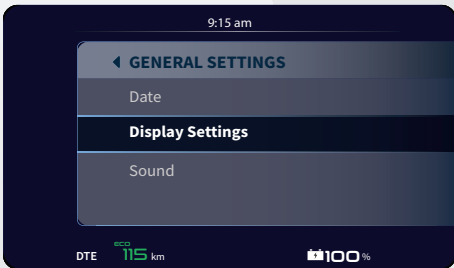 9:15 am
GENERAL SETTINGS
Date
Display Settings
Sound
ECO
DTE 115 km 100 %